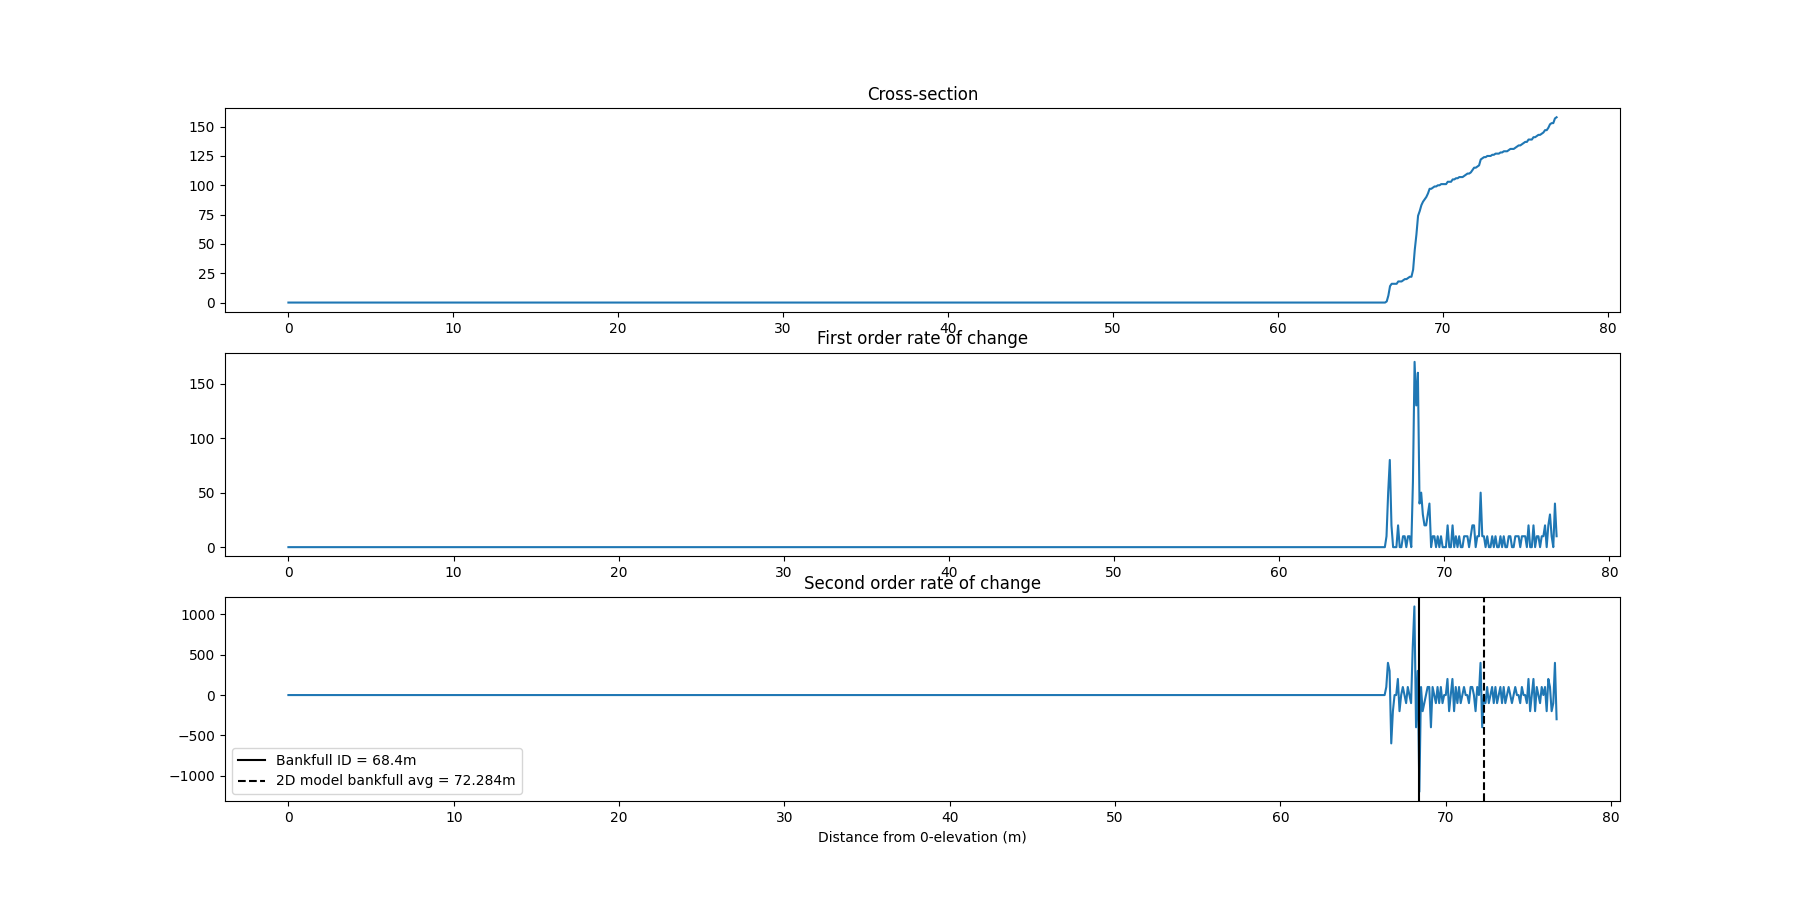 Cross-section
150
125
100
75
50
25
0
0 10 20 30 40 50 60 70 80
First order rate of change
150
100
50
0
0 10 20 30 40 50 60 70 80
Second order rate of change
1000
500
0
−500
−1000
Bankfull ID = 68.4m
2D model bankfull avg = 72.284m
0 10 20 30 40 50 60 70 80
Distance from 0-elevation (m)